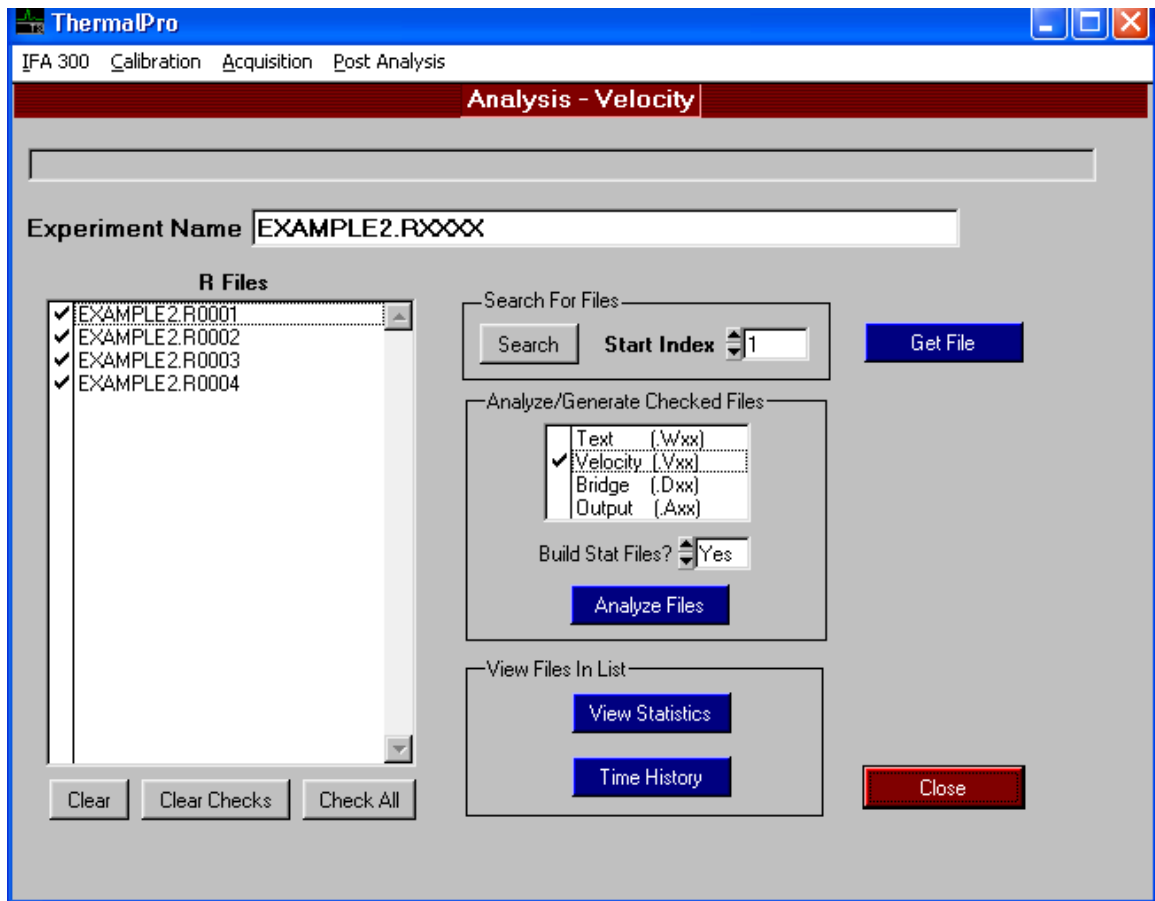 ThermalPro
IFA 300 Calibration Acquisition Post Analysis
Analysis - Velocity
Experiment Name EXAMPLE2.RXXXX
R Files
EXAMPLE2.R0001
EXAMPLE2.R0002
EXAMPLE2.R0003
EXAMPLE2.R0004
Clear Clear Checks Check All
Search For Files
Search Start Index 1
Get File
Analyze/Generate Checked Files
Text (.Wxx)
Velocity (.Vxx)
Bridge (.Dxx)
Output (.Axx)
Build Stat Files? Yes
Analyze Files
View Files In List
View Statistics
Time History
Close